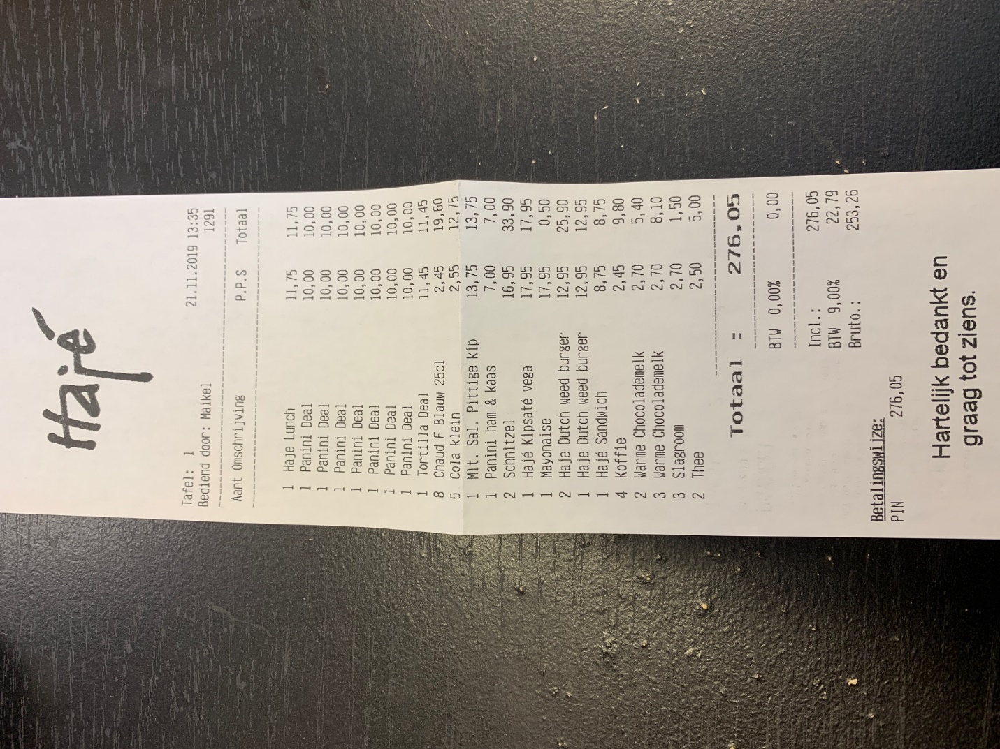 Hajé
Tafel: 1 21.11.2019 13:35
Bediend door: Maikel 1291
Aant Omschrijving P.P.S Totaal
1 Haje Lunch 11,75 11,75
1 Panini Deal 10,00 10,00
1 Panini Deal 10,00 10,00
1 Panini Deal 10,00 10,00
1 Panini Deal 10,00 10,00
1 Panini Deal 10,00 10,00
1 Panini Deal 10,00 10,00
1 Panini Deal 10,00 10,00
1 Tortilla Deal 11,45 11,45
8 Chaud F Blauw 25cl 2,45 19,60
5 Cola klein 2,55 12,75
1 Mlt. Sal. Pittige kip 13,75 13,75
1 Panini ham & kaas 7,00 7,00
2 Schnitzel 16,95 33,90
1 Hajé Kipsaté vega 17,95 17,95
1 Mayonaise 17,95 0,50
2 Haje Dutch weed burger 12,95 25,90
1 Haje Dutch weed burger 12,95 12,95
1 Hajé Sandwich 8,75 8,75
4 Koffie 2,45 9,80
2 Warme Chocolademelk 2,70 5,40
3 Warme Chocolademelk 2,70 8,10
3 Slagroom 2,70 1,50
2 Thee 2,50 5,00
Totaal : 276,05
BTW 0,00% 0,00
Incl.: 276,05
BTW 9,00% 22,79
Bruto.: 253,26
Betalingswijze:
PIN 276,05
Hartelijk bedankt en
graag tot ziens.